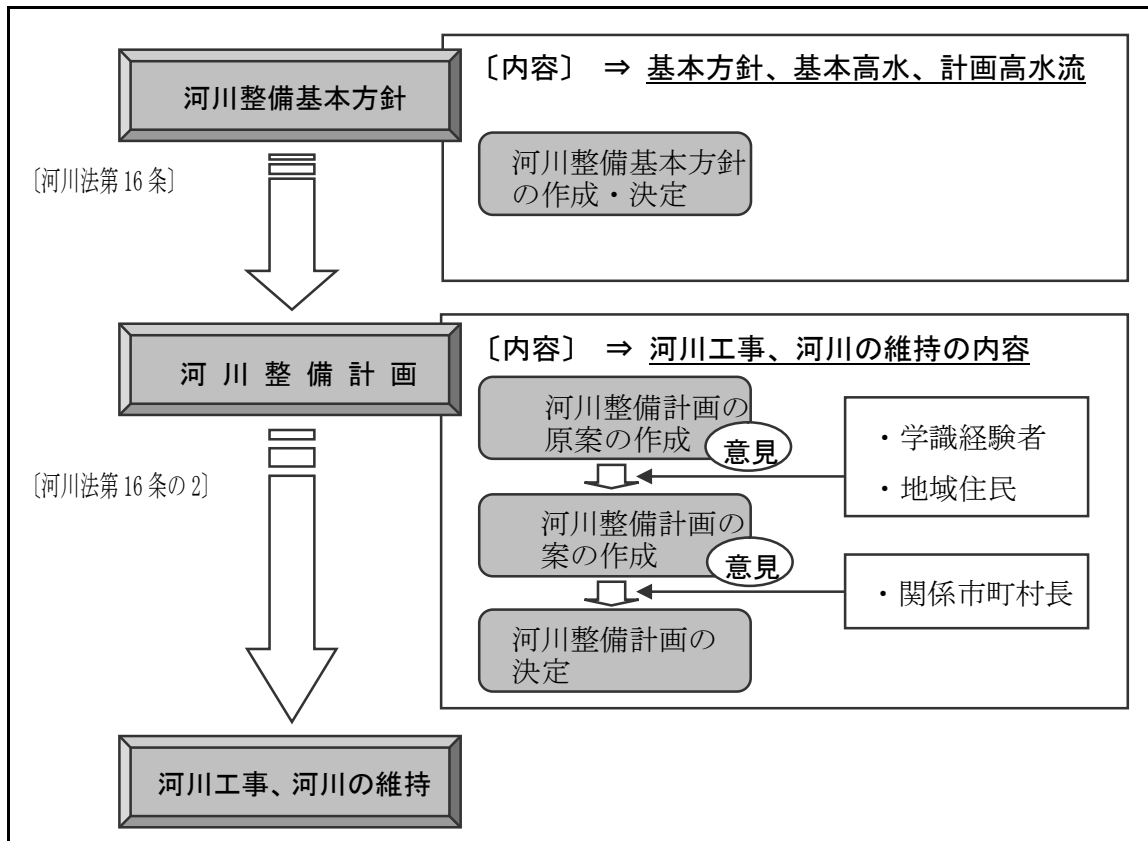 河川整備基本方針
〔内容〕 ⇒ 基本方針、基本高水、計画高水流
河川整備基本方針
の作成・決定
〔河川法第16条〕
河川整備計画
〔内容〕 ⇒ 河川工事、河川の維持の内容
河川整備計画の
原案の作成
意見
・学識経験者
・地域住民
〔河川法第16条の2〕
河川整備計画の
案の作成
意見
・関係市町村長
河川整備計画の
決定
河川工事、河川の維持